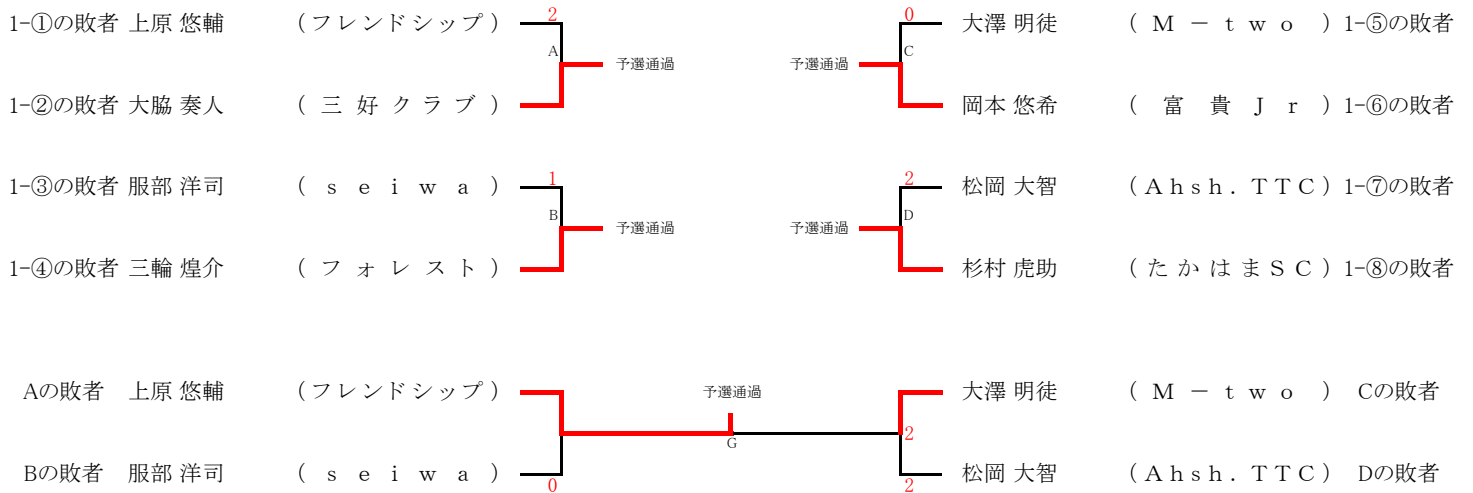 1-①の敗者 上原 悠輔 （フレンドシップ） 2 0 大澤 明徒 （Ｍ－ｔｗｏ）1-⑤の敗者
A 予選通過 予選通過 C
1-②の敗者 大脇 奏人 （三好クラブ） 岡本 悠希 （富貴Ｊｒ）1-⑥の敗者
1-③の敗者 服部 洋司 （ｓｅｉｗａ） 1 2 松岡 大智 （Ａｈｓｈ．ＴＴＣ）1-⑦の敗者
B 予選通過 予選通過 D
1-④の敗者 三輪 煌介 （フォレスト） 杉村 虎助 （たかはまＳＣ）1-⑧の敗者
Aの敗者 上原 悠輔 （フレンドシップ） 予選通過 大澤 明徒 （Ｍ－ｔｗｏ） Cの敗者
G 2
Bの敗者 服部 洋司 （ｓｅｉｗａ） 0 2 松岡 大智 （Ａｈｓｈ．ＴＴＣ） Dの敗者